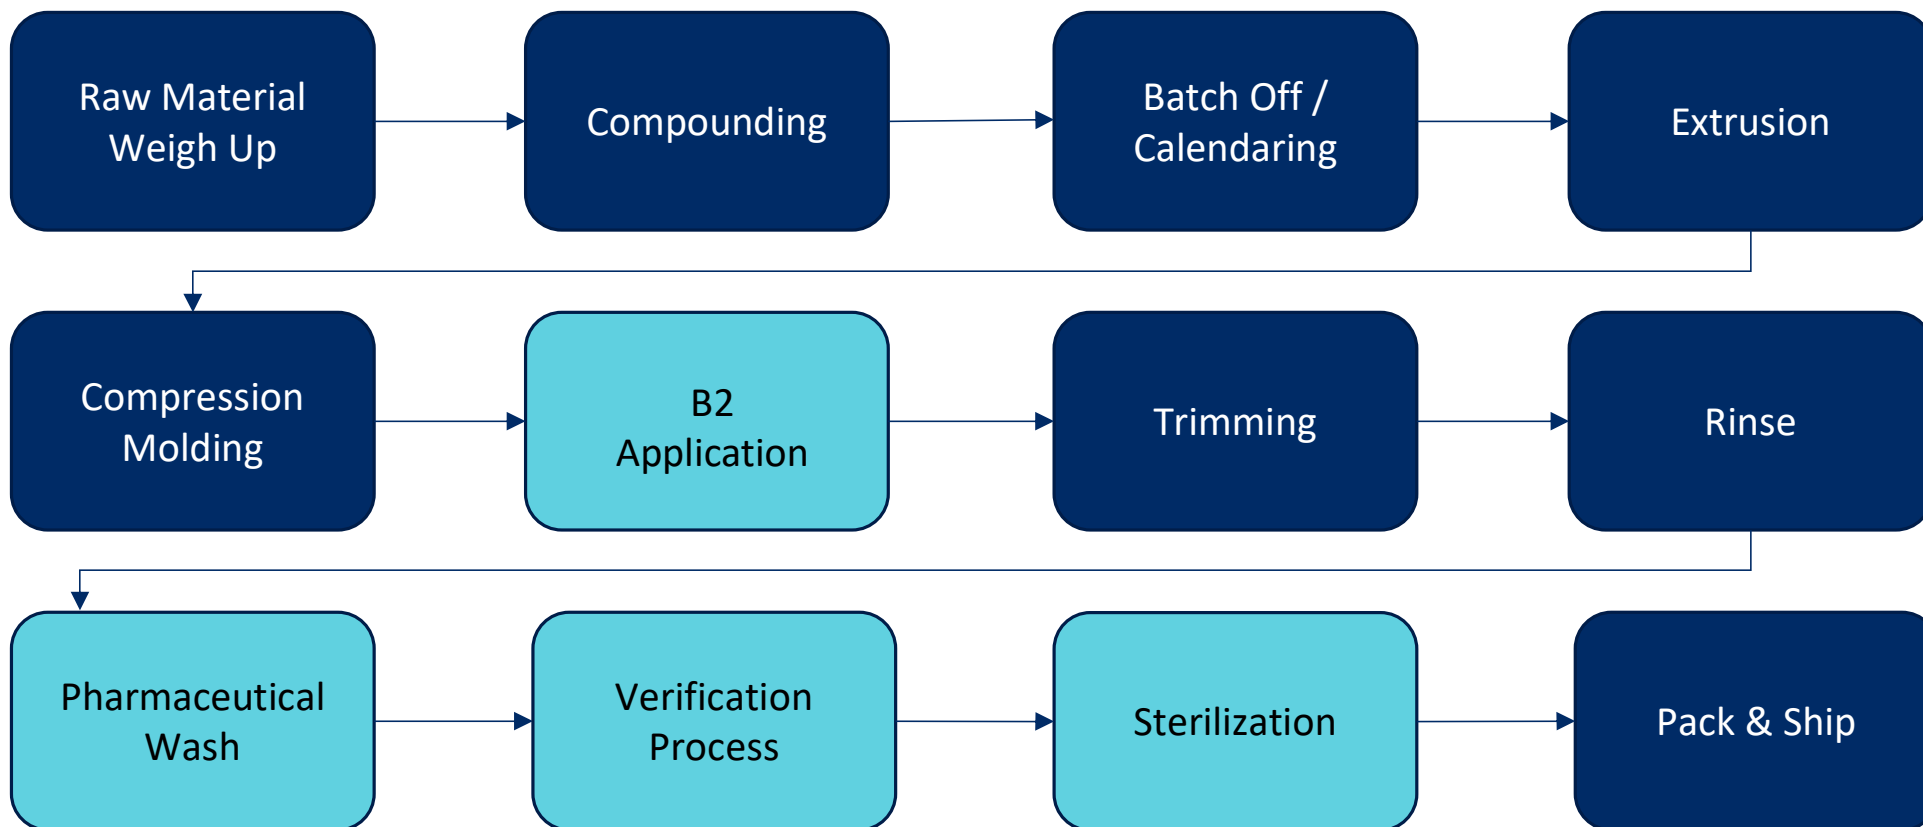 Raw Material
Weigh Up
Compounding
Batch Off /
Calendaring
Extrusion
Compression
Molding
B2
Application
Trimming
Rinse
Pharmaceutical
Wash
Verification
Process
Sterilization
Pack & Ship